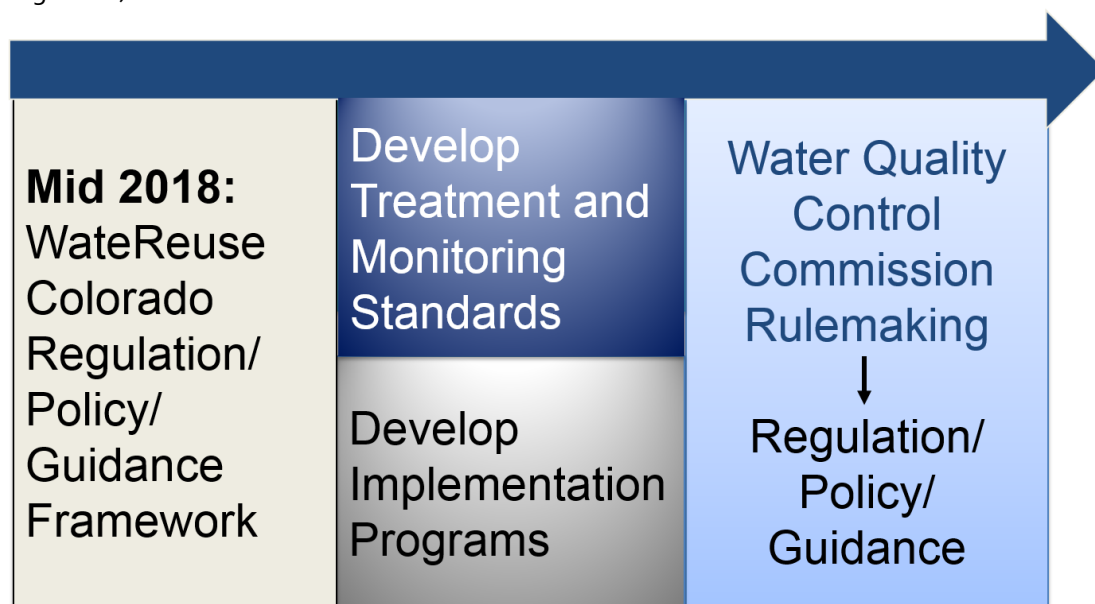 Mid 2018:
WateReuse
Colorado
Regulation/
Policy/
Guidance
Framework
Develop
Treatment and
Monitoring
Standards
Develop
Implementation
Programs
Water Quality
Control
Commission
Rulemaking
Regulation/
Policy/
Guidance